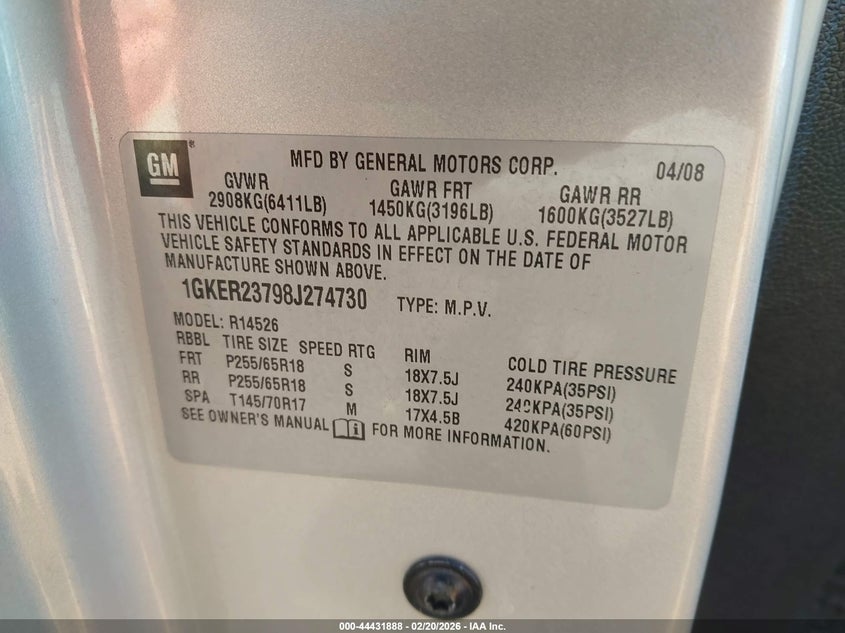 GM ®
MFD BY GENERAL MOTORS CORP. 04/08
GVWR GAWR FRT GAWR RR
2908KG(6411LB) 1450KG(3196LB) 1600KG(3527LB)
THIS VEHICLE CONFORMS TO ALL APPLICABLE U.S. FEDERAL MOTOR
VEHICLE SAFETY STANDARDS IN EFFECT ON THE DATE OF
MANUFACTURE SHOWN ABOVE.
1GKER23798J274730 TYPE: M.P.V.
MODEL: R14526
RBBL TIRE SIZE SPEED RTG RIM COLD TIRE PRESSURE
FRT P255/65R18 S 18X7.5J 240KPA(35PSI)
RR P255/65R18 S 18X7.5J 240KPA(35PSI)
SPA T145/70R17 M 17X4.5B 420KPA(60PSI)
SEE OWNER'S MANUAL FOR MORE INFORMATION.
000-44431888 - 02/20/2026 - IAA Inc.